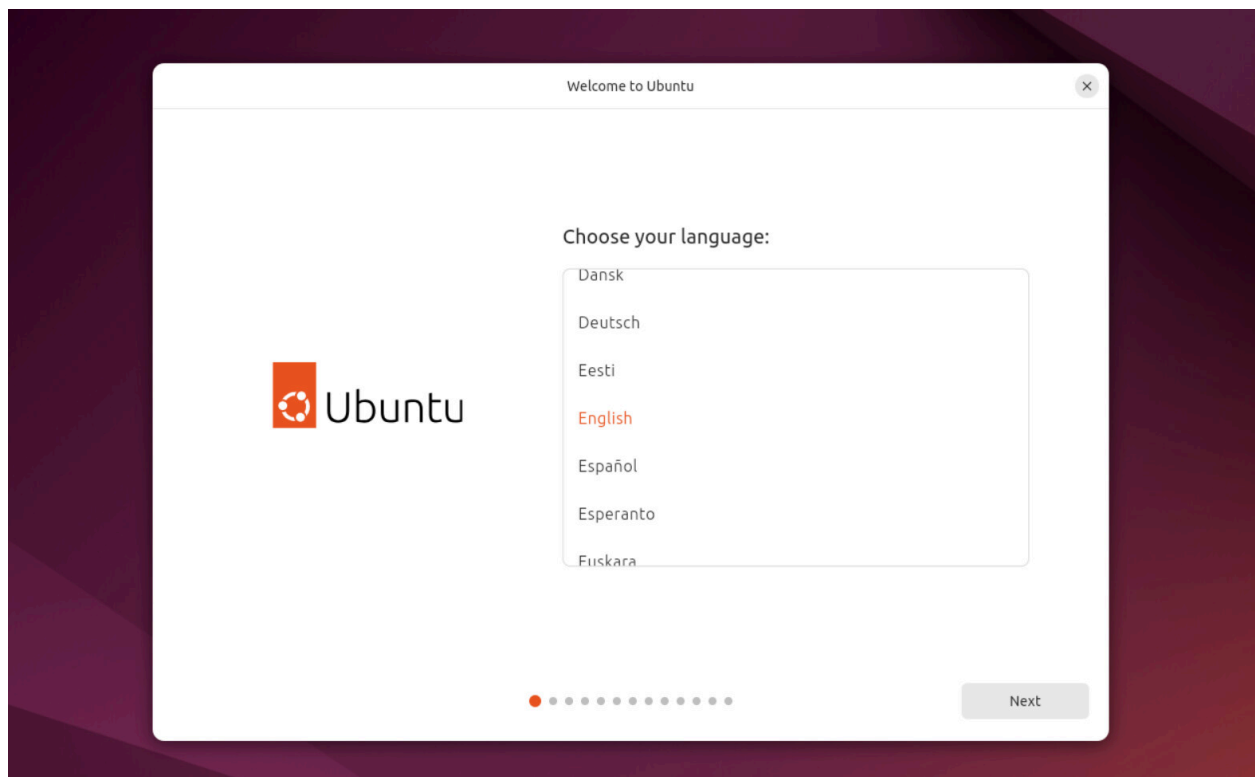 Welcome to Ubuntu
Choose your language:
Dansk
Deutsch
Eesti
English
Español
Esperanto
Euskara
Ubuntu
Next